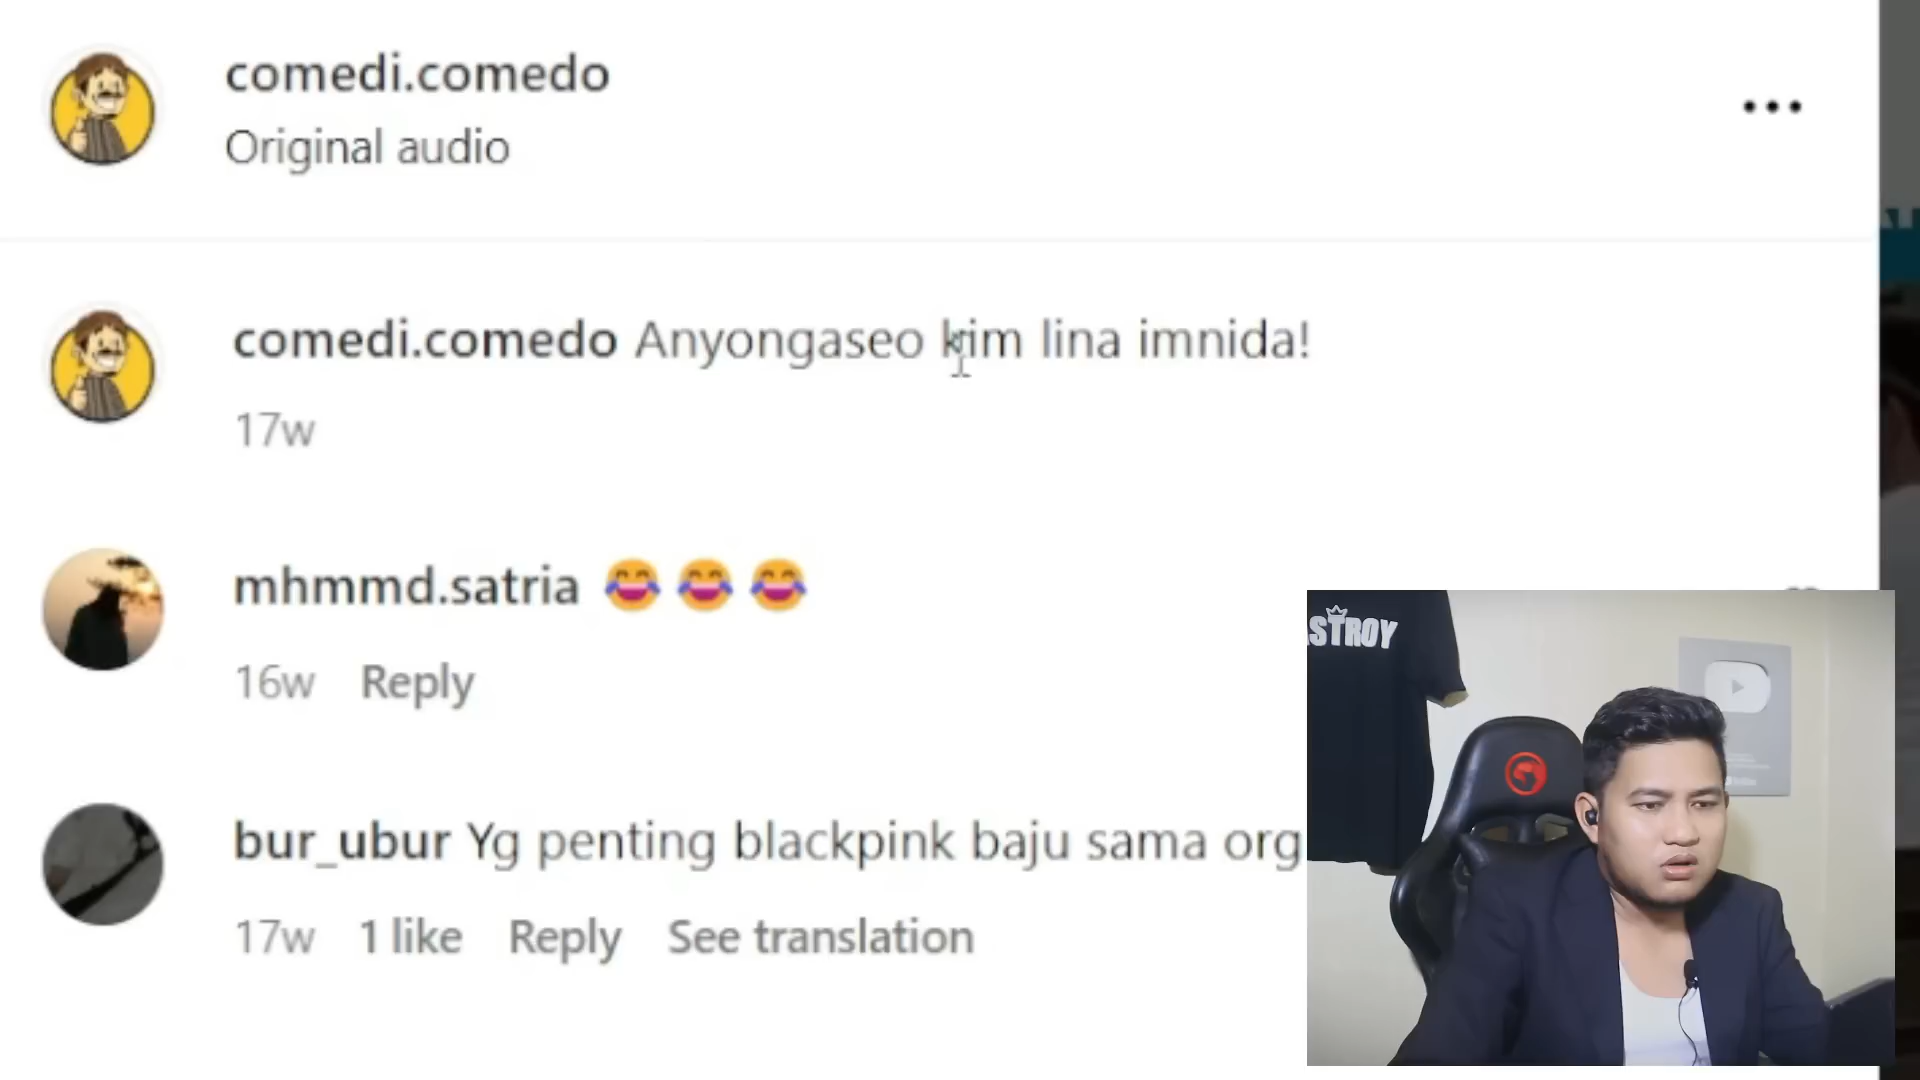 comedi.comedo
Original audio
comedi.comedo Anyongaseo kim lina imnida!
17w
mhmmd.satria 😂 😂 😂
16w Reply
STROY
bur_ubur Yg penting blackpink baju sama org
17w 1 like Reply See translation